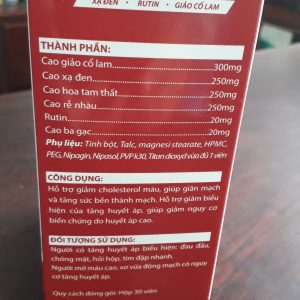 XẠ ĐEN • RUTIN • GIẢO CỔ LAM
THÀNH PHẦN:
Cao giảo cổ lam 300mg
Cao xạ đen 250mg
Cao hoa tam thất 250mg
Cao rễ nhàu 250mg
Rutin 20mg
Cao ba gạc 20mg
Phụ liệu: Tinh bột, Talc, magnesi stearate, HPMC,
PEG, Nipagin, Nipasol, PVP k30, Titan dioxyd vừa đủ 1 viên
CÔNG DỤNG:
Hỗ trợ giảm cholesterol máu, giúp giãn mạch
và tăng sức bền thành mạch. Hỗ trợ giảm biểu
hiện của tăng huyết áp, giúp giảm nguy cơ
biến chứng do huyết áp cao.
ĐỐI TƯỢNG SỬ DỤNG:
Người có tăng huyết áp biểu hiện: đau đầu,
chóng mặt, hồi hộp, tim đập nhanh.
Người mỡ máu cao, xơ vữa động mạch có nguy
cơ tăng huyết áp.
Quy cách đóng gói: Hộp 30 viên